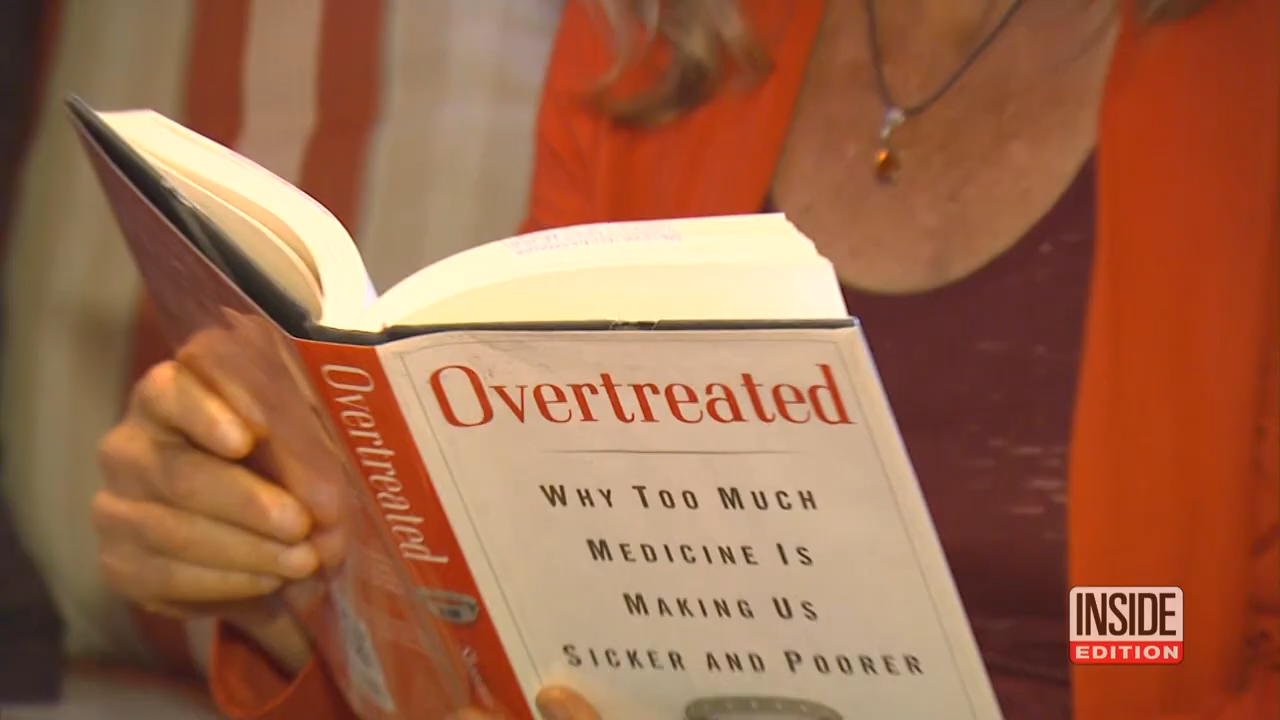 Overtreated
Overtreated
WHY TOO MUCH
MEDICINE IS
MAKING US
SICKER AND POORER
INSIDE
EDITION